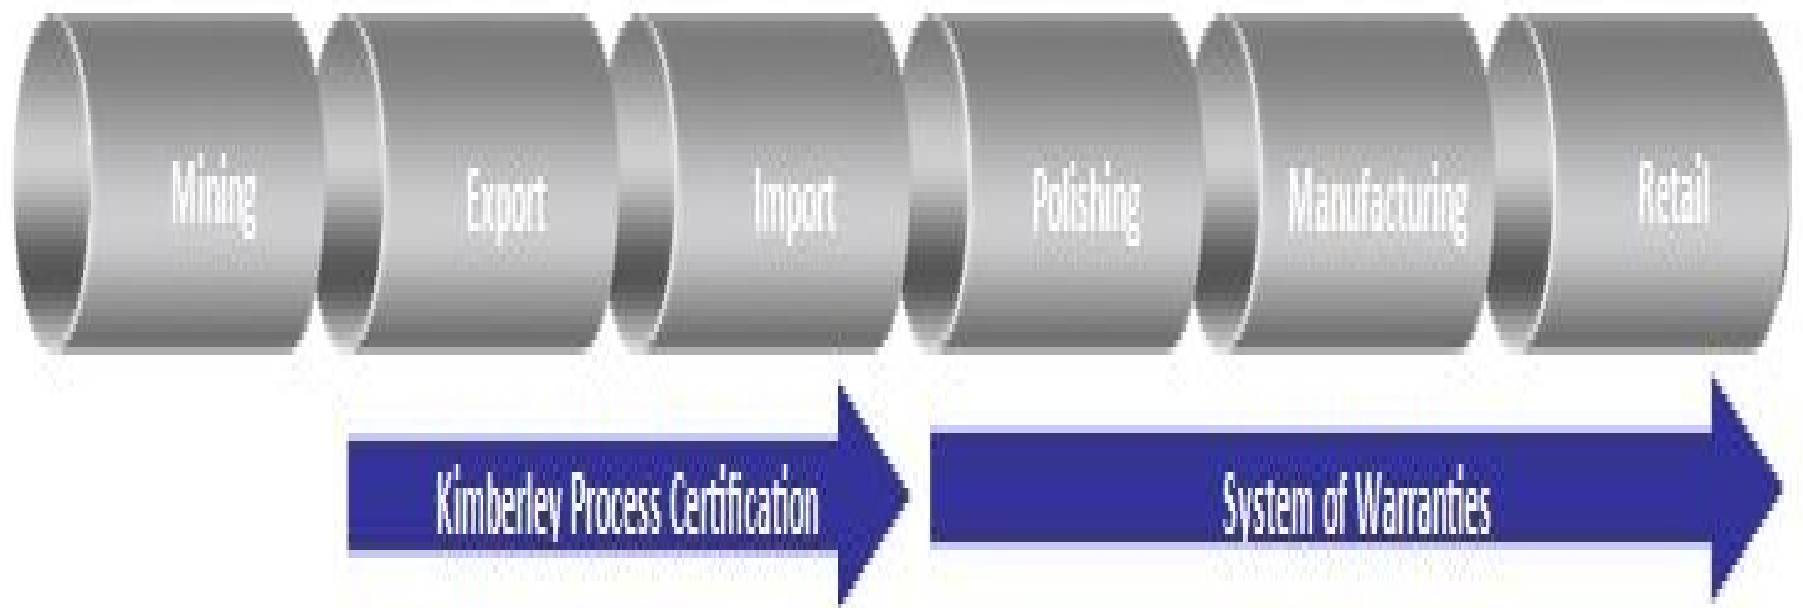 Mining
Export
Import
Polishing
Manufacturing
Retail
Kimberley Process Certification
System of Warranties